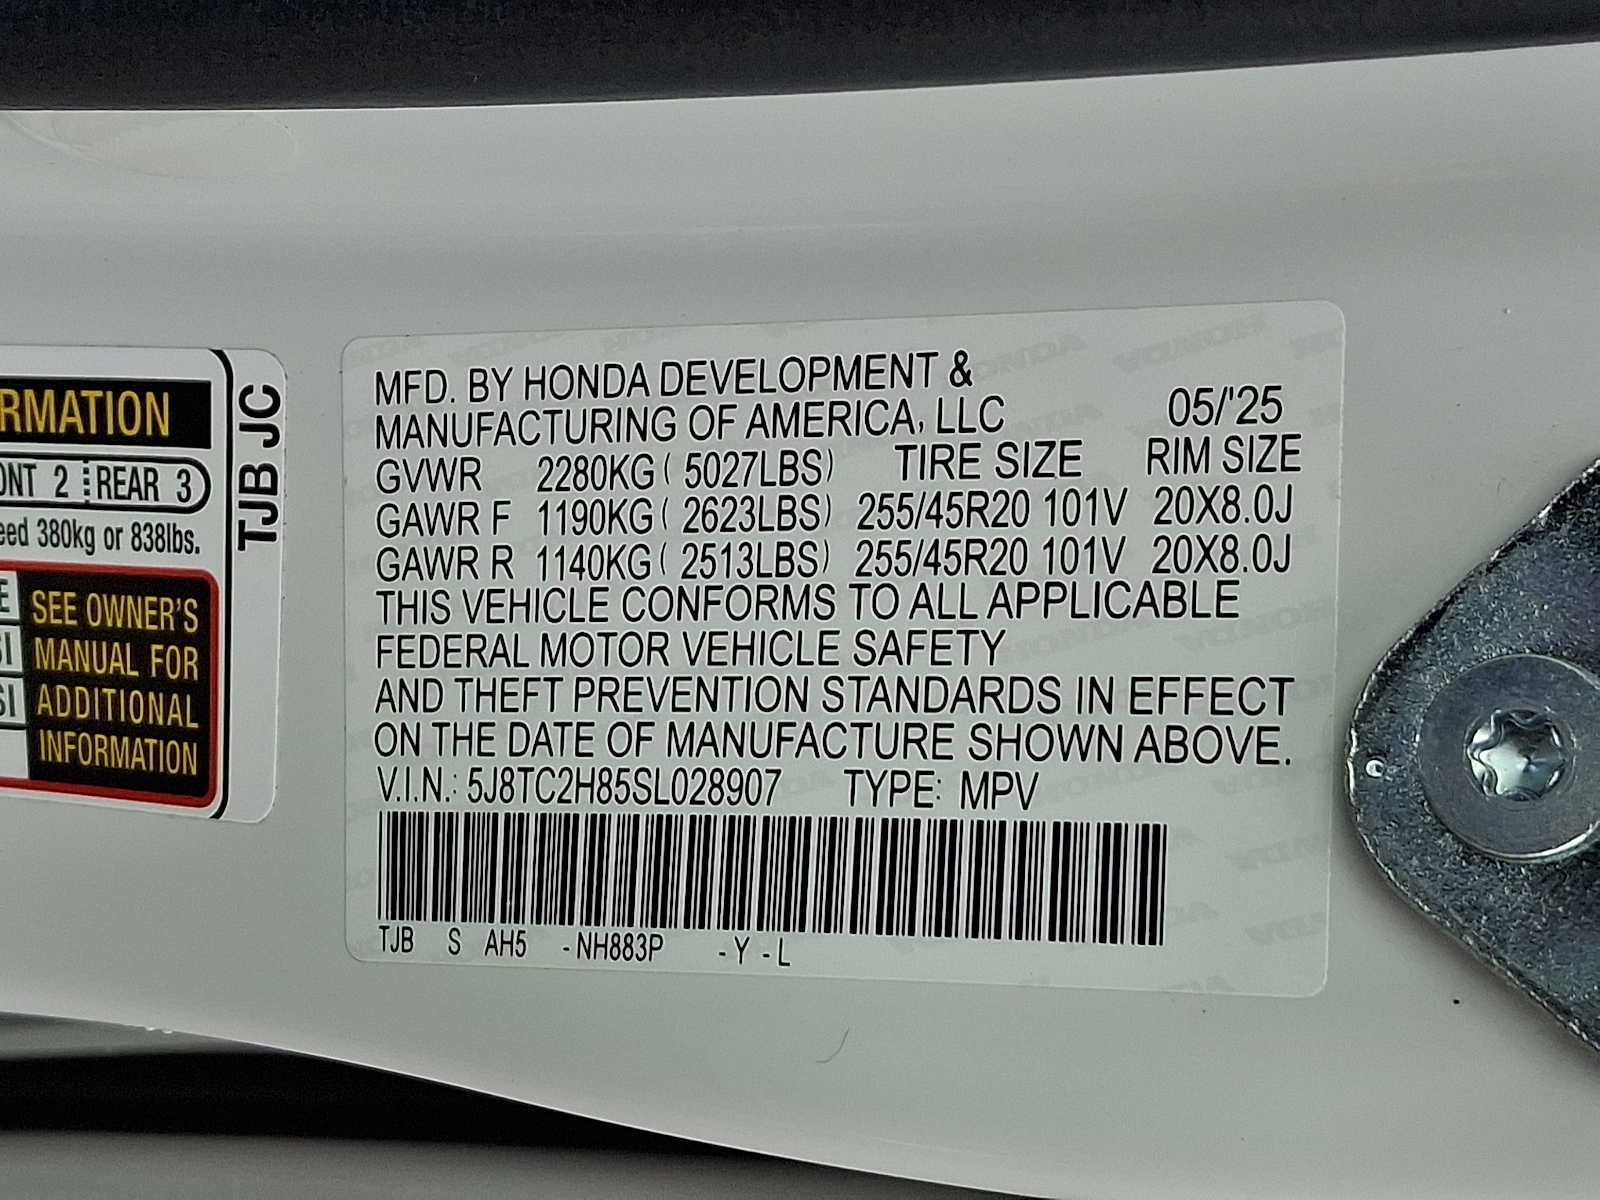 RMATION
ONT 2 REAR 3
eed 380kg or 838lbs.
SEE OWNER'S
MANUAL FOR
ADDITIONAL
INFORMATION
TJB JC
MFD. BY HONDA DEVELOPMENT &
MANUFACTURING OF AMERICA, LLC 05/'25
GVWR 2280KG ( 5027LBS) TIRE SIZE RIM SIZE
GAWR F 1190KG ( 2623LBS) 255/45R20 101V 20X8.0J
GAWR R 1140KG ( 2513LBS) 255/45R20 101V 20X8.0J
THIS VEHICLE CONFORMS TO ALL APPLICABLE
FEDERAL MOTOR VEHICLE SAFETY
AND THEFT PREVENTION STANDARDS IN EFFECT
ON THE DATE OF MANUFACTURE SHOWN ABOVE.
V.I.N.: 5J8TC2H85SL028907 TYPE: MPV
TJB S AH5 -NH883P -Y-L